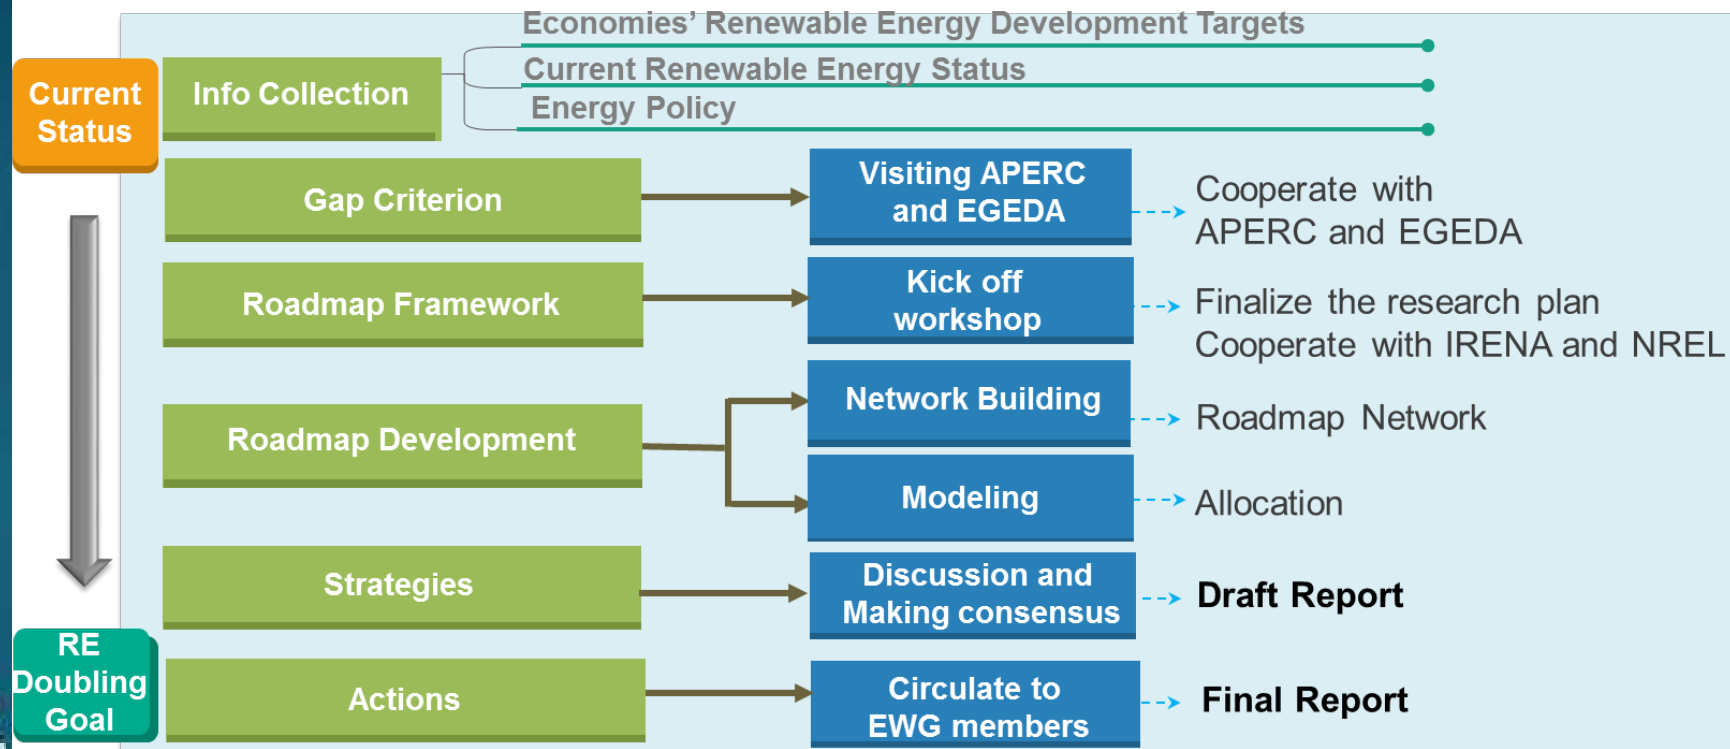 Economies’ Renewable Energy Development Targets
Current Renewable Energy Status
Energy Policy
Current
Status
Info Collection
Gap Criterion
Visiting APERC
and EGEDA
Cooperate with
APERC and EGEDA
Roadmap Framework
Kick off
workshop
Finalize the research plan
Cooperate with IRENA and NREL
Roadmap Development
Network Building
Roadmap Network
Modeling
Allocation
Strategies
Discussion and
Making consensus
Draft Report
RE
Doubling
Goal
Actions
Circulate to
EWG members
Final Report